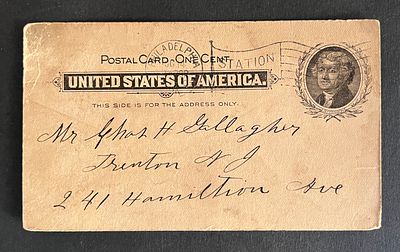 PHILADELPHIA
STATION
POSTAL CARD - ONE CENT.
UNITED STATES OF AMERICA.
THIS SIDE IS FOR THE ADDRESS ONLY.
Mr Chas H Gallagher
Trenton N J
241 Hamiltion Ave